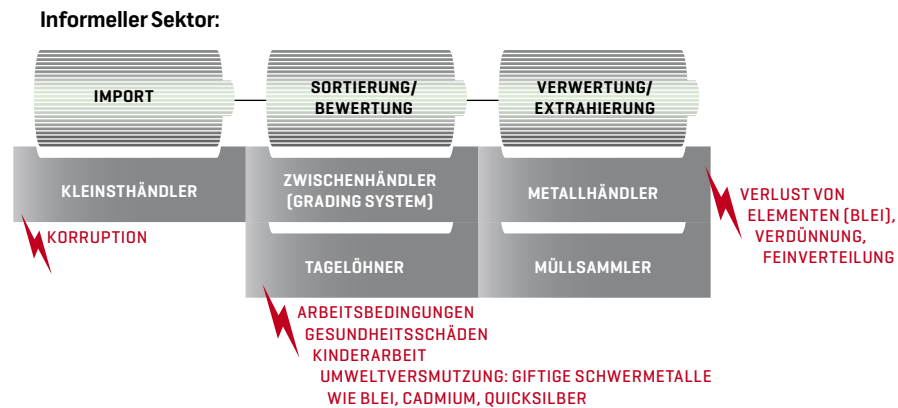 Informeller Sektor:
IMPORT
SORTIERUNG/
BEWERTUNG
VERWERTUNG/
EXTRAHIERUNG
KLEINSTHÄNDLER
ZWISCHENHÄNDLER
(GRADING SYSTEM)
METALLHÄNDLER
KORRUPTION
VERLUST VON
ELEMENTEN (BLEI),
VERDÜNNUNG,
FEINVERTEILUNG
TAGELÖHNER
MÜLLSAMMLER
ARBEITSBEDINGUNGEN
GESUNDHEITSSCHÄDEN
KINDERARBEIT
UMWELTVERSMUTZUNG: GIFTIGE SCHWERMETALLE
WIE BLEI, CADMIUM, QUICKSILBER